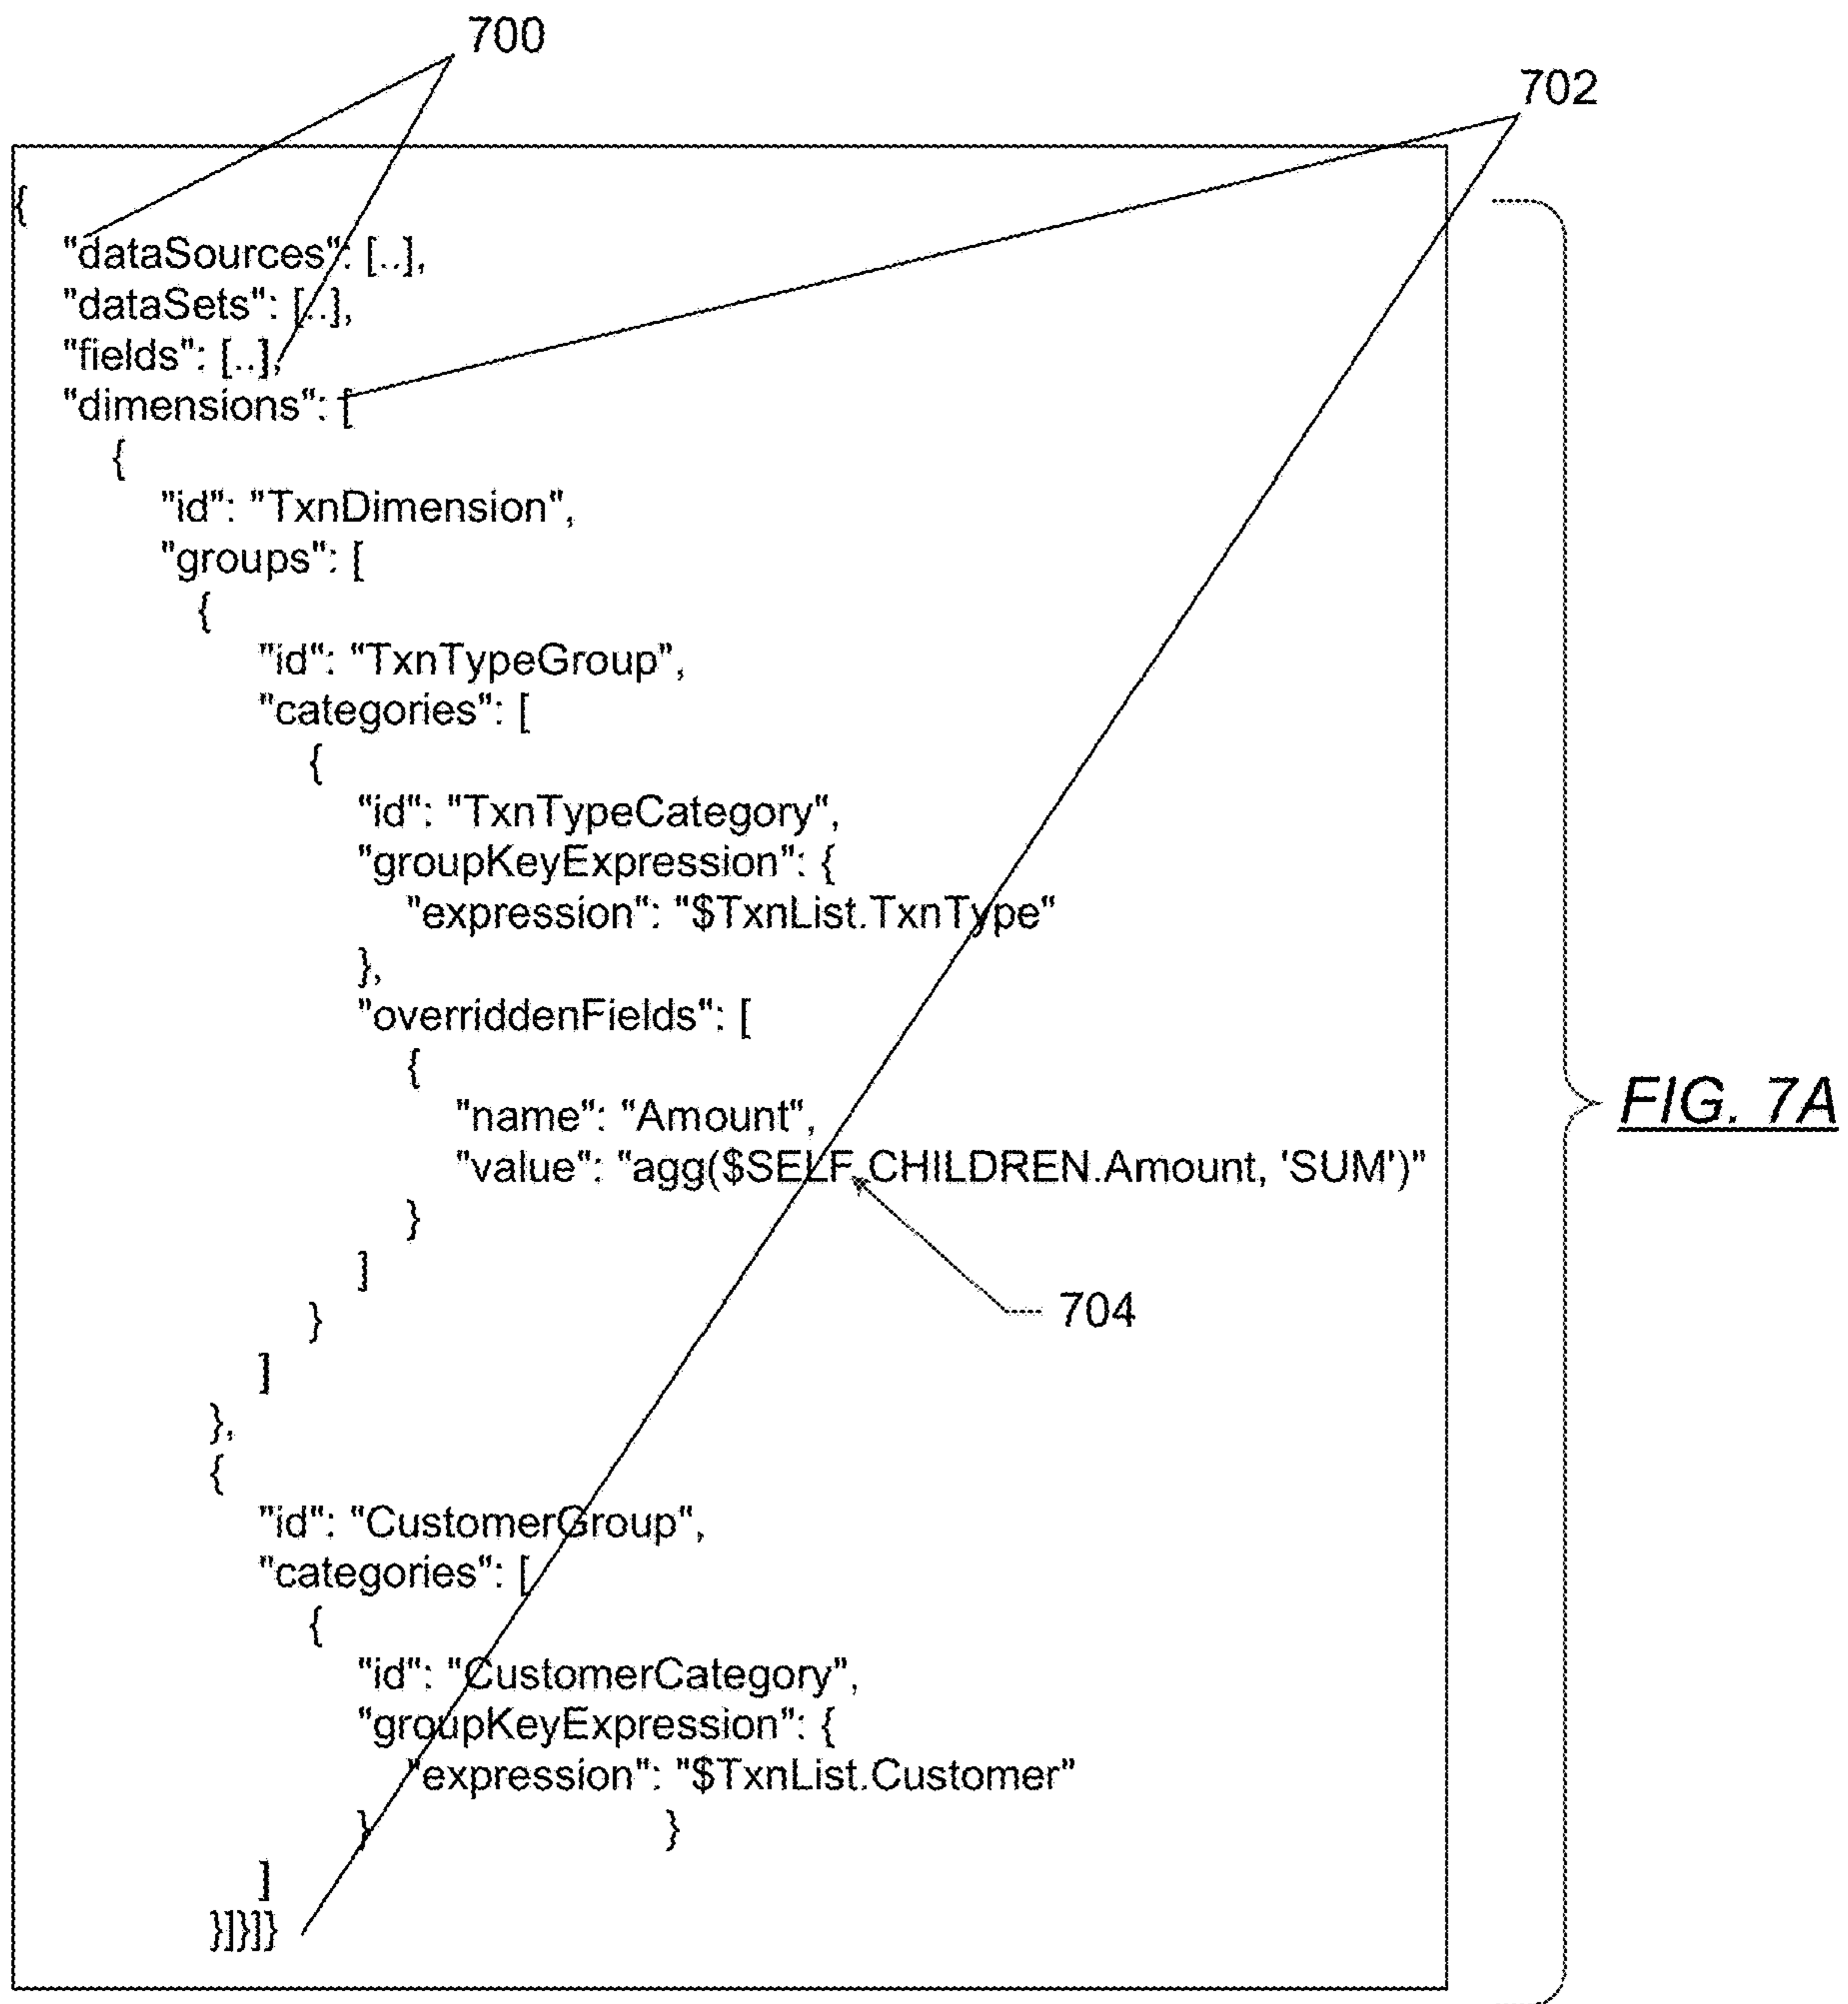 700
702
{
"dataSources": [..],
"dataSets": [..],
"fields": [..],
"dimensions": [
{
"id": "TxnDimension",
"groups": [
{
"id": "TxnTypeGroup",
"categories": [
{
"id": "TxnTypeCategory",
"groupKeyExpression": {
"expression": "$TxnList.TxnType"
},
"overriddenFields": [
{
"name": "Amount",
"value": "agg($SELF.CHILDREN.Amount, 'SUM')"
}
]
704
}
]
},
{
"id": "CustomerGroup",
"categories": [
{
"id": "CustomerCategory",
"groupKeyExpression": {
"expression": "$TxnList.Customer"
} }
]
}]}]}
FIG. 7A